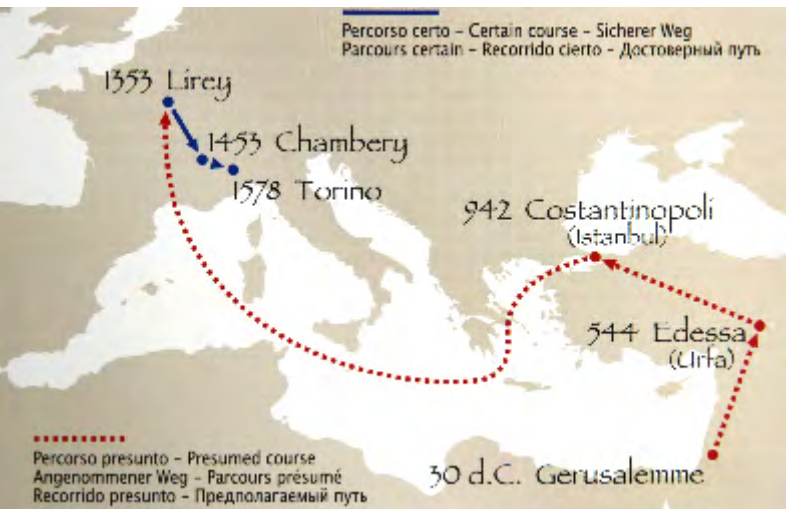 Percorso certo – Certain course – Sicherer Weg
Parcours certain – Recorrido cierto – Достоверный путь
1353 Lirey
1453 Chambery
1578 Torino
942 Costantinopoli
(Istanbul)
544 Edessa
(Urfa)
30 d.C. Gerusalemme
Percorso presunto – Presumed course
Angenommener Weg – Parcours présumé
Recorrido presunto – Предполагаемый путь